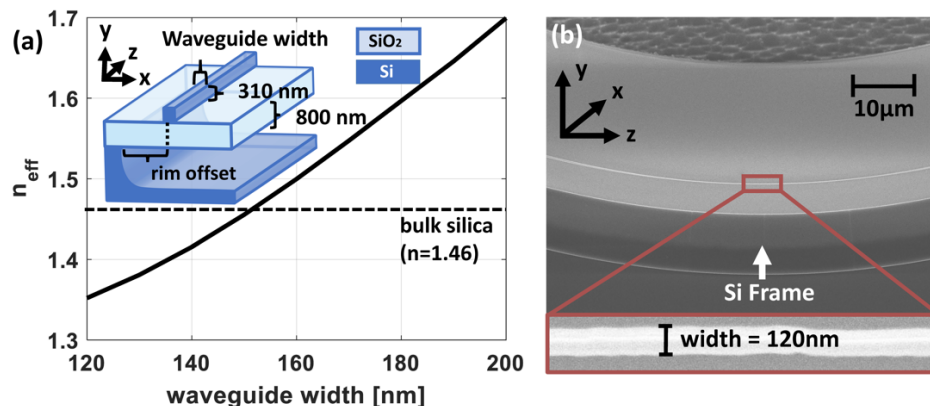 (a)
1.7
1.6
1.5
1.4
1.3
n_eff
120
140
160
180
200
waveguide width [nm]
y
z
x
Waveguide width
SiO₂
Si
310 nm
800 nm
rim offset
bulk silica
(n=1.46)
(b)
y
x
z
10µm
Si Frame
width = 120nm